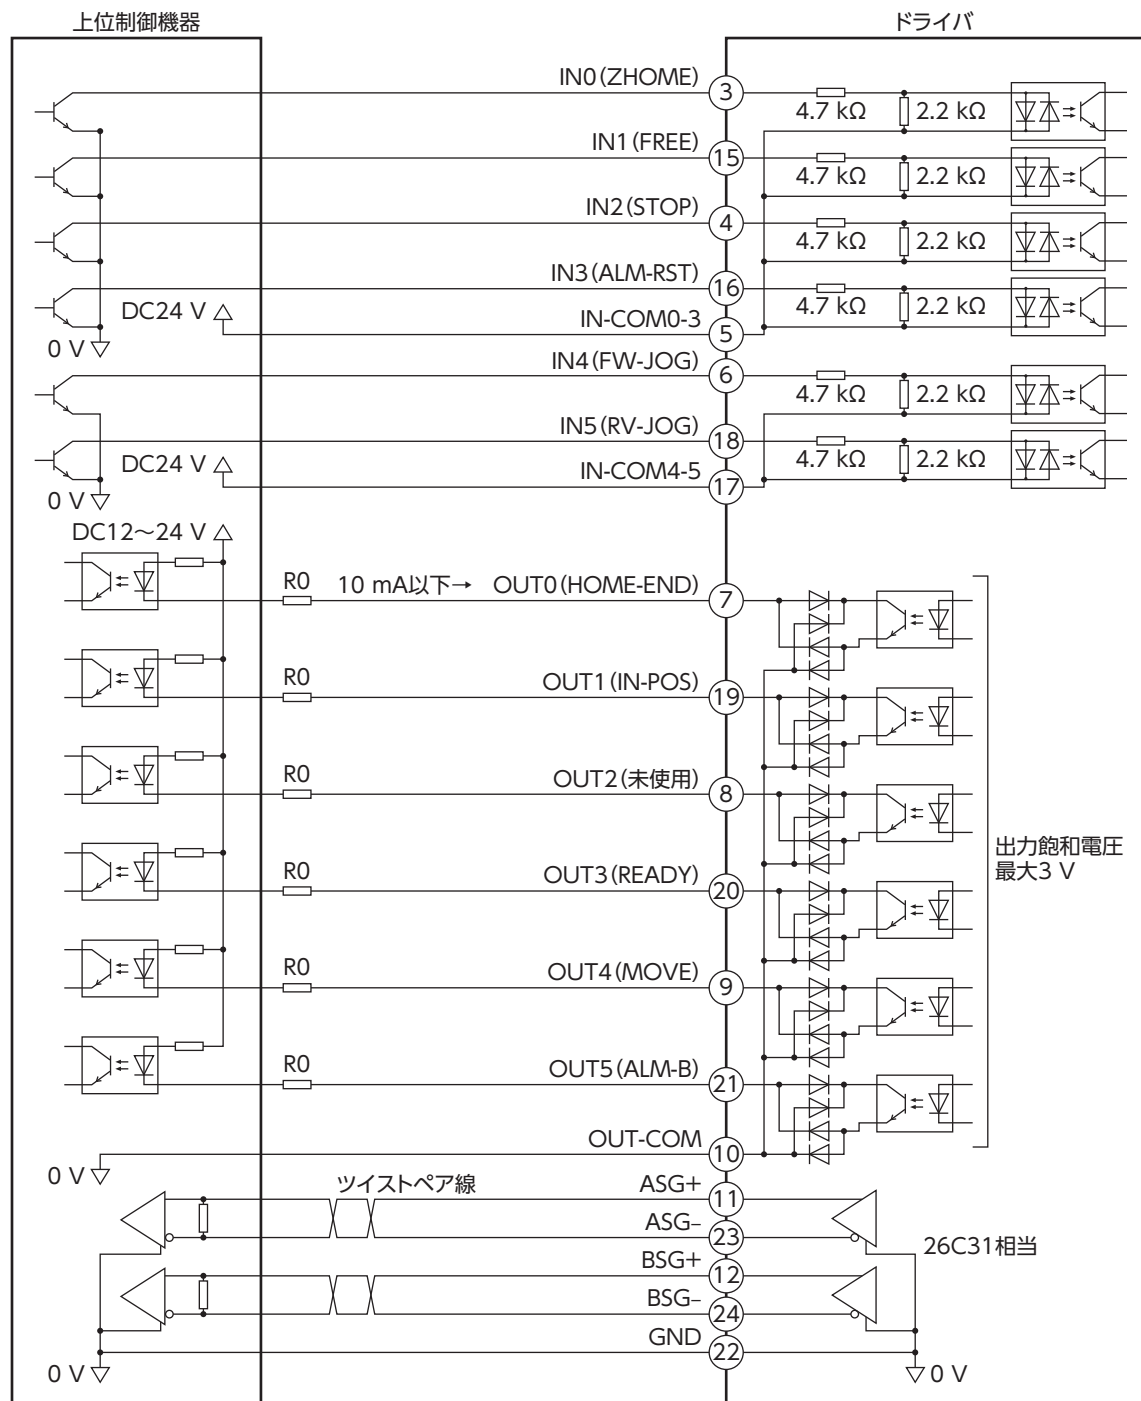 上位制御機器
ドライバ
IN0(ZHOME)
3
4.7 kΩ
2.2 kΩ
IN1(FREE)
15
4.7 kΩ
2.2 kΩ
IN2(STOP)
4
4.7 kΩ
2.2 kΩ
IN3(ALM-RST)
16
4.7 kΩ
2.2 kΩ
DC24 V
IN-COM0-3
5
0 V
IN4(FW-JOG)
6
4.7 kΩ
2.2 kΩ
IN5(RV-JOG)
18
4.7 kΩ
2.2 kΩ
DC24 V
IN-COM4-5
17
0 V
DC12～24 V
R0
10 mA以下→
OUT0(HOME-END)
7
R0
OUT1(IN-POS)
19
R0
OUT2(未使用)
8
出力飽和電圧
最大3 V
R0
OUT3(READY)
20
R0
OUT4(MOVE)
9
R0
OUT5(ALM-B)
21
OUT-COM
10
0 V
ツイストペア線
ASG+
11
ASG−
23
26C31相当
BSG+
12
BSG−
24
GND
22
0 V
0 V